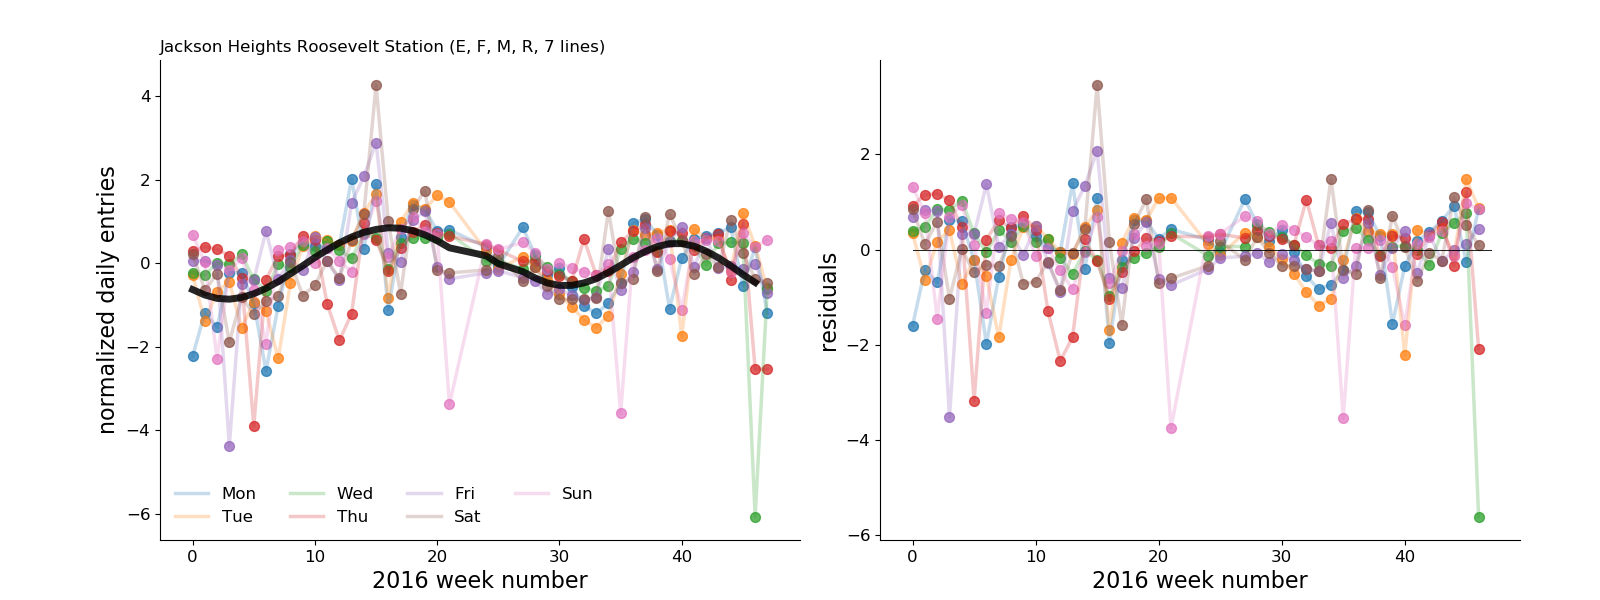 Jackson Heights Roosevelt Station (E, F, M, R, 7 lines)
normalized daily entries
4
2
0
−2
−4
−6
Mon
Wed
Fri
Sun
Tue
Thu
Sat
0
10
20
30
40
2016 week number
residuals
2
0
−2
−4
−6
0
10
20
30
40
2016 week number